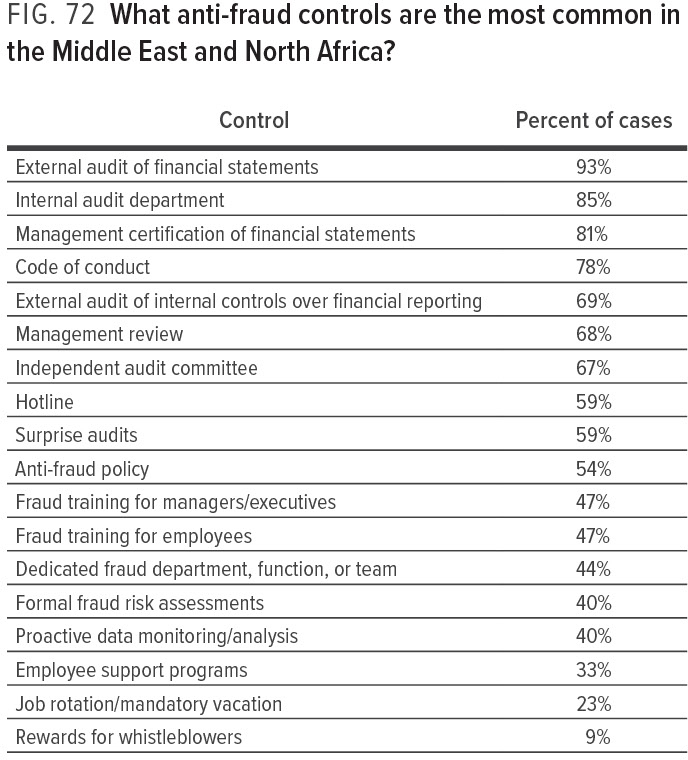 FIG. 72 What anti-fraud controls are the most common in
the Middle East and North Africa?
Control Percent of cases
External audit of financial statements 93%
Internal audit department 85%
Management certification of financial statements 81%
Code of conduct 78%
External audit of internal controls over financial reporting 69%
Management review 68%
Independent audit committee 67%
Hotline 59%
Surprise audits 59%
Anti-fraud policy 54%
Fraud training for managers/executives 47%
Fraud training for employees 47%
Dedicated fraud department, function, or team 44%
Formal fraud risk assessments 40%
Proactive data monitoring/analysis 40%
Employee support programs 33%
Job rotation/mandatory vacation 23%
Rewards for whistleblowers 9%